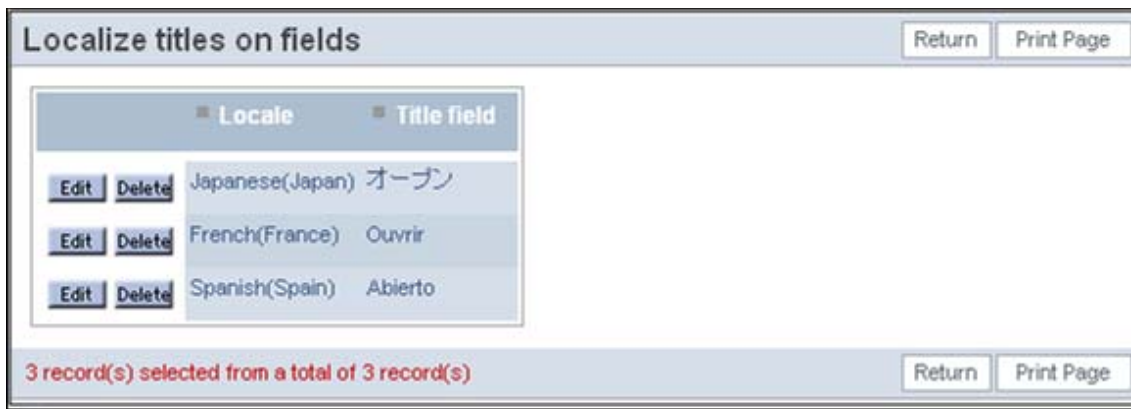 Localize titles on fields Return Print Page
Locale Title field
Edit Delete Japanese(Japan) オープン
Edit Delete French(France) Ouvrir
Edit Delete Spanish(Spain) Abierto
3 record(s) selected from a total of 3 record(s) Return Print Page